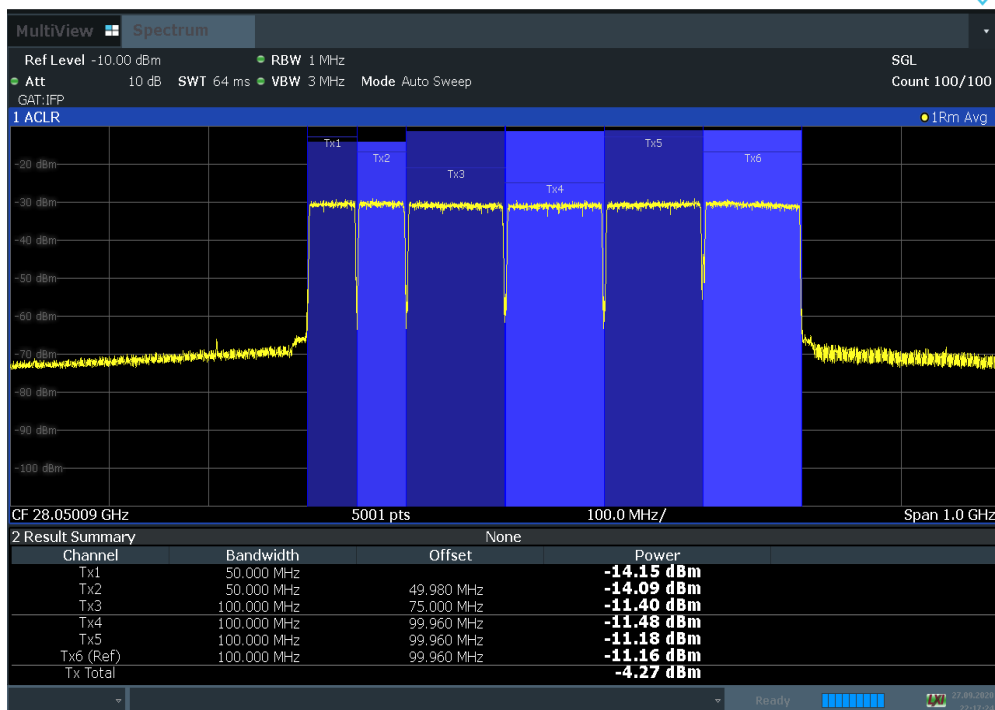 MultiView Spectrum
Ref Level -10.00 dBm RBW 1 MHz SGL
Att 10 dB SWT 64 ms VBW 3 MHz Mode Auto Sweep Count 100/100
GAT:IFP
1 ACLR 1Rm Avg
Tx1 Tx5
Tx2 Tx6
-20 dBm
Tx3
Tx4
-30 dBm
-40 dBm
-50 dBm
-60 dBm
-70 dBm
-80 dBm
-90 dBm
-100 dBm
CF 28.05009 GHz 5001 pts 100.0 MHz/ Span 1.0 GHz
2 Result Summary None
Channel Bandwidth Offset Power
Tx1 50.000 MHz -14.15 dBm
Tx2 50.000 MHz 49.980 MHz -14.09 dBm
Tx3 100.000 MHz 75.000 MHz -11.40 dBm
Tx4 100.000 MHz 99.960 MHz -11.48 dBm
Tx5 100.000 MHz 99.960 MHz -11.18 dBm
Tx6 (Ref) 100.000 MHz 99.960 MHz -11.16 dBm
Tx Total -4.27 dBm
Ready 27.09.2020